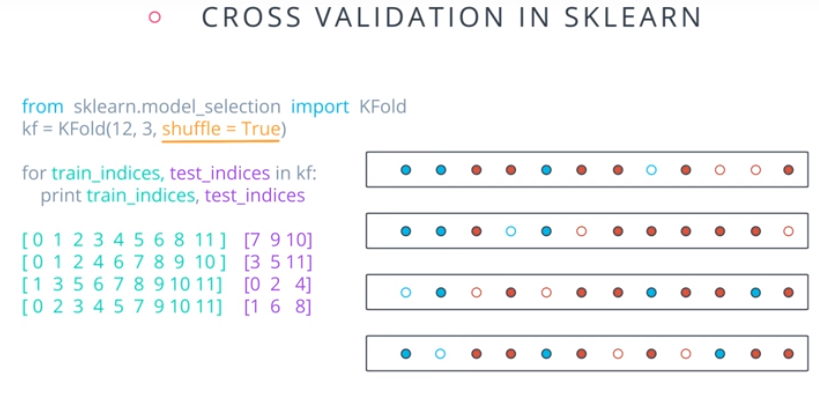 CROSS VALIDATION IN SKLEARN
from sklearn.model_selection import KFold
kf = KFold(12, 3, shuffle = True)
for train_indices, test_indices in kf:
print train_indices, test_indices
[ 0 1 2 3 4 5 6 8 11 ] [7 9 10]
[ 0 1 2 4 6 7 8 9 10 ] [3 5 11]
[ 1 3 5 6 7 8 9 10 11] [0 2 4]
[ 0 2 3 4 5 7 9 10 11] [1 6 8]